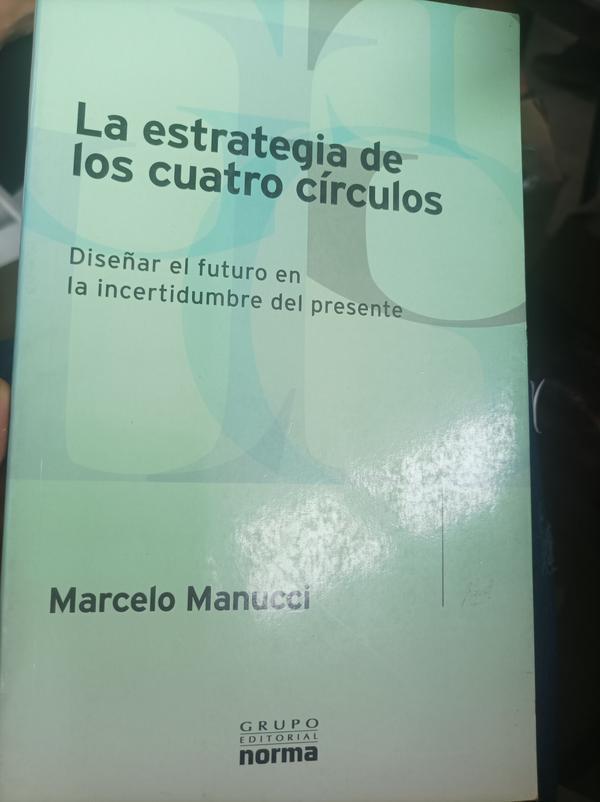 La estrategia de
los cuatro círculos
Diseñar el futuro en
la incertidumbre del presente
Marcelo Manucci
GRUPO
EDITORIAL
norma